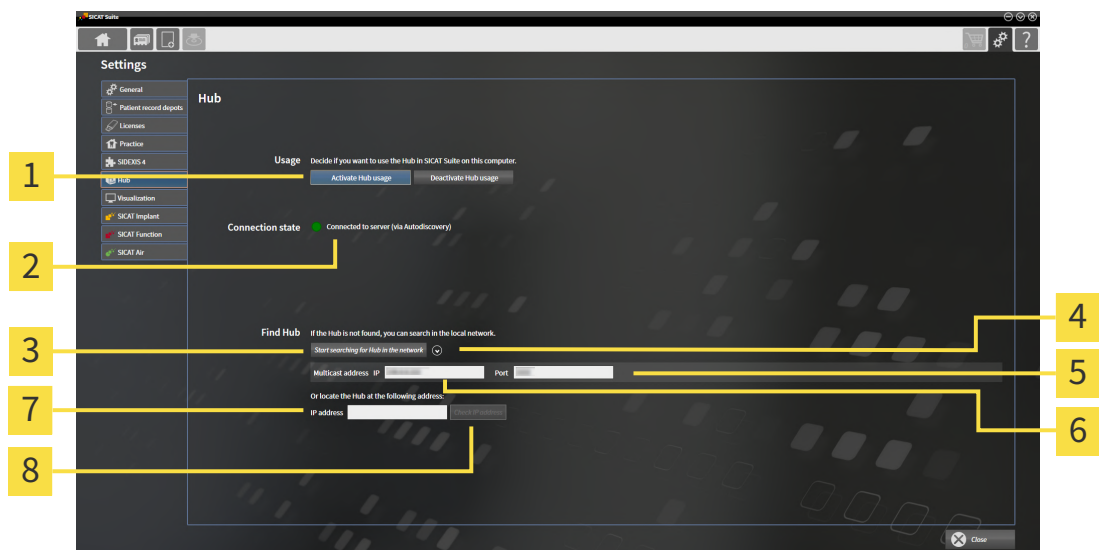 SICAT Suite
?
Settings
General
Patient record depots
Licenses
Practice
SIDEXIS 4
Hub
Visualization
SICAT Implant
SICAT Function
SICAT Air
Hub
Usage Decide if you want to use the Hub in SICAT Suite on this computer.
Activate Hub usage Deactivate Hub usage
Connection state Connected to server (via Autodiscovery)
Find Hub If the Hub is not found, you can search in the local network.
Start searching for Hub in the network
Multicast address IP Port
Or locate the Hub at the following address:
IP address Check IP address
Close
1
2
3
7
8
4
5
6